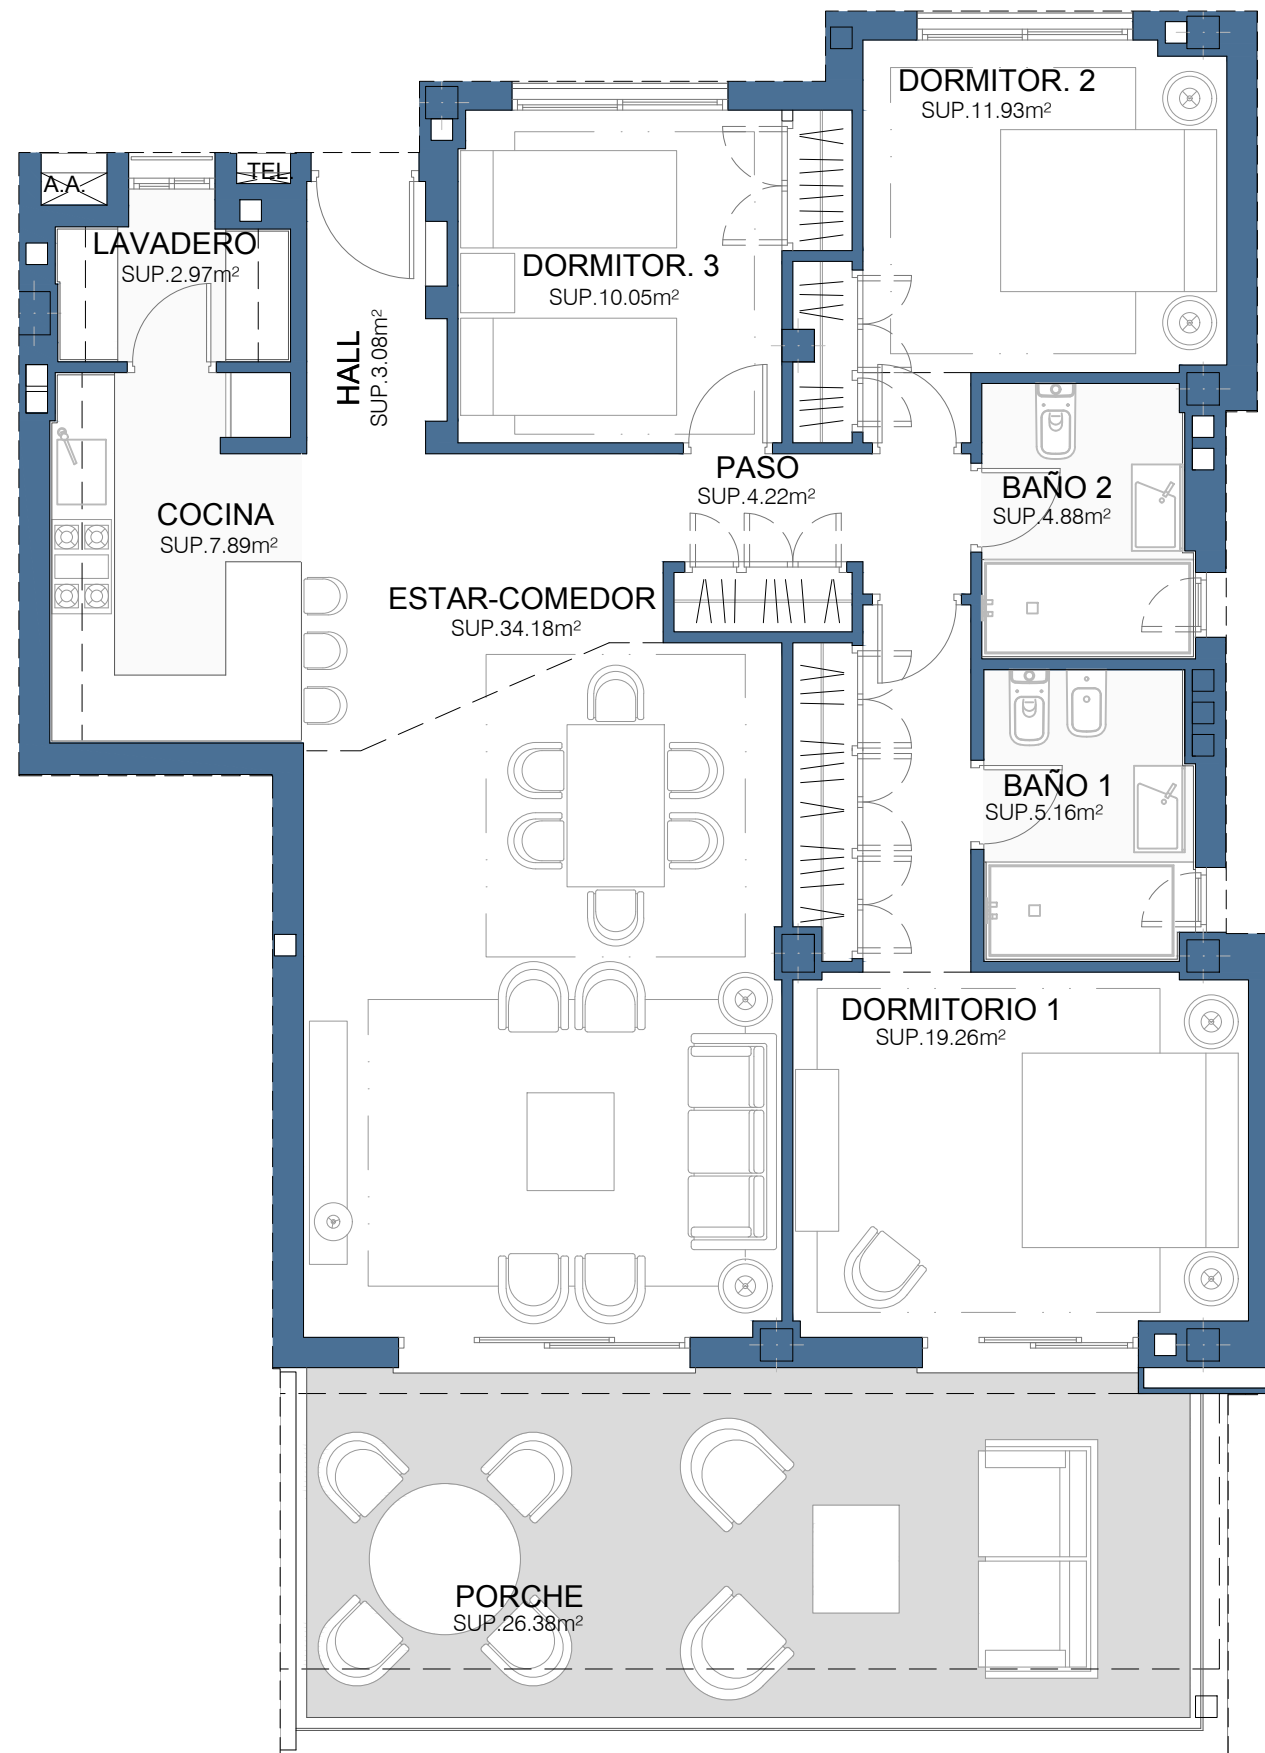 DORMITOR. 2
SUP.11.93m²
A.A.
TEL.
LAVADERO
SUP.2.97m²
DORMITOR. 3
SUP.10.05m²
HALL
SUP.3.08m²
PASO
SUP.4.22m²
BAÑO 2
SUP.4.88m²
COCINA
SUP.7.89m²
ESTAR-COMEDOR
SUP.34.18m²
BAÑO 1
SUP.5.16m²
DORMITORIO 1
SUP.19.26m²
PORCHE
SUP.26.38m²